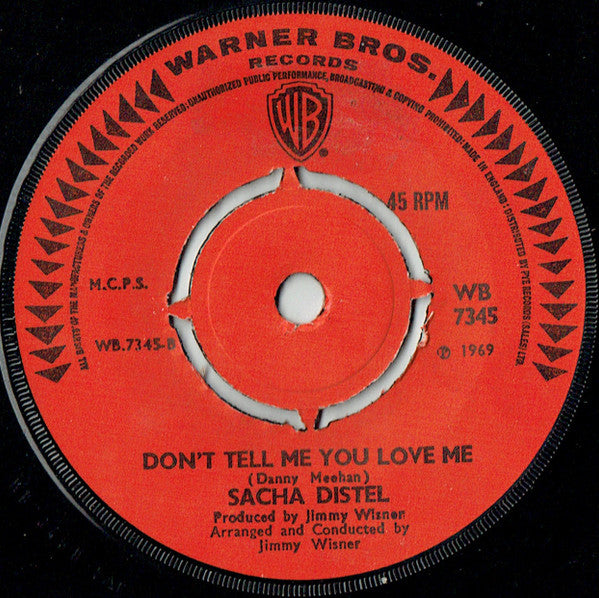 WARNER BROS.
RECORDS
ALL RIGHTS OF THE MANUFACTURERS & OWNERS OF THE RECORDED WORK RESERVED·UNAUTHORIZED PUBLIC PERFORMANCE, BROADCASTING & COPYING PROHIBITED·MADE IN ENGLAND·DISTRIBUTED BY PYE RECORDS (SALES) LTD.
WB
®
45 RPM
M.C.P.S.
WB
7345
WB.7345-B
℗ 1969
DON'T TELL ME YOU LOVE ME
(Danny Meehan)
SACHA DISTEL
Produced by Jimmy Wisner
Arranged and Conducted by
Jimmy Wisner